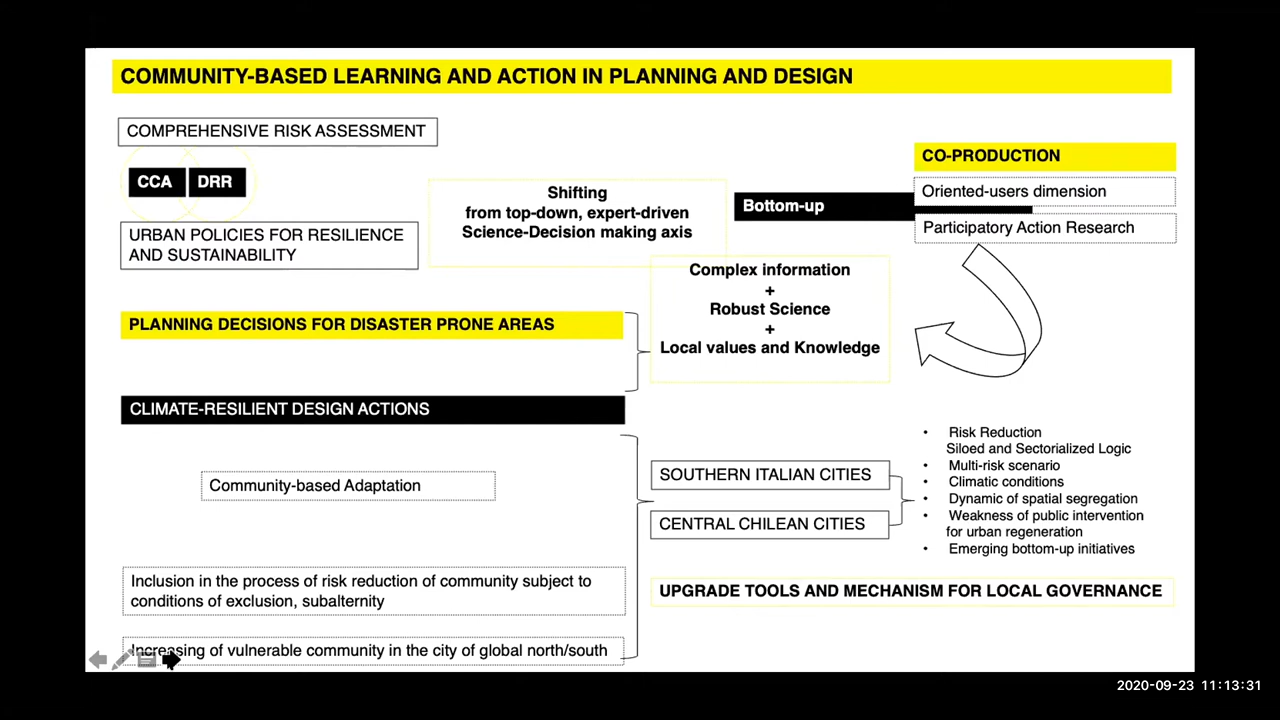 COMMUNITY-BASED LEARNING AND ACTION IN PLANNING AND DESIGN
COMPREHENSIVE RISK ASSESSMENT
CCA DRR
URBAN POLICIES FOR RESILIENCE
AND SUSTAINABILITY
Shifting
from top-down, expert-driven
Science-Decision making axis
Bottom-up
CO-PRODUCTION
Oriented-users dimension
Participatory Action Research
Complex information
+
Robust Science
+
Local values and Knowledge
PLANNING DECISIONS FOR DISASTER PRONE AREAS
CLIMATE-RESILIENT DESIGN ACTIONS
Community-based Adaptation
Inclusion in the process of risk reduction of community subject to
conditions of exclusion, subalternity
Increasing of vulnerable community in the city of global north/south
SOUTHERN ITALIAN CITIES
CENTRAL CHILEAN CITIES
• Risk Reduction
Siloed and Sectorialized Logic
• Multi-risk scenario
• Climatic conditions
• Dynamic of spatial segregation
• Weakness of public intervention
for urban regeneration
• Emerging bottom-up initiatives
UPGRADE TOOLS AND MECHANISM FOR LOCAL GOVERNANCE
2020-09-23 11:13:31